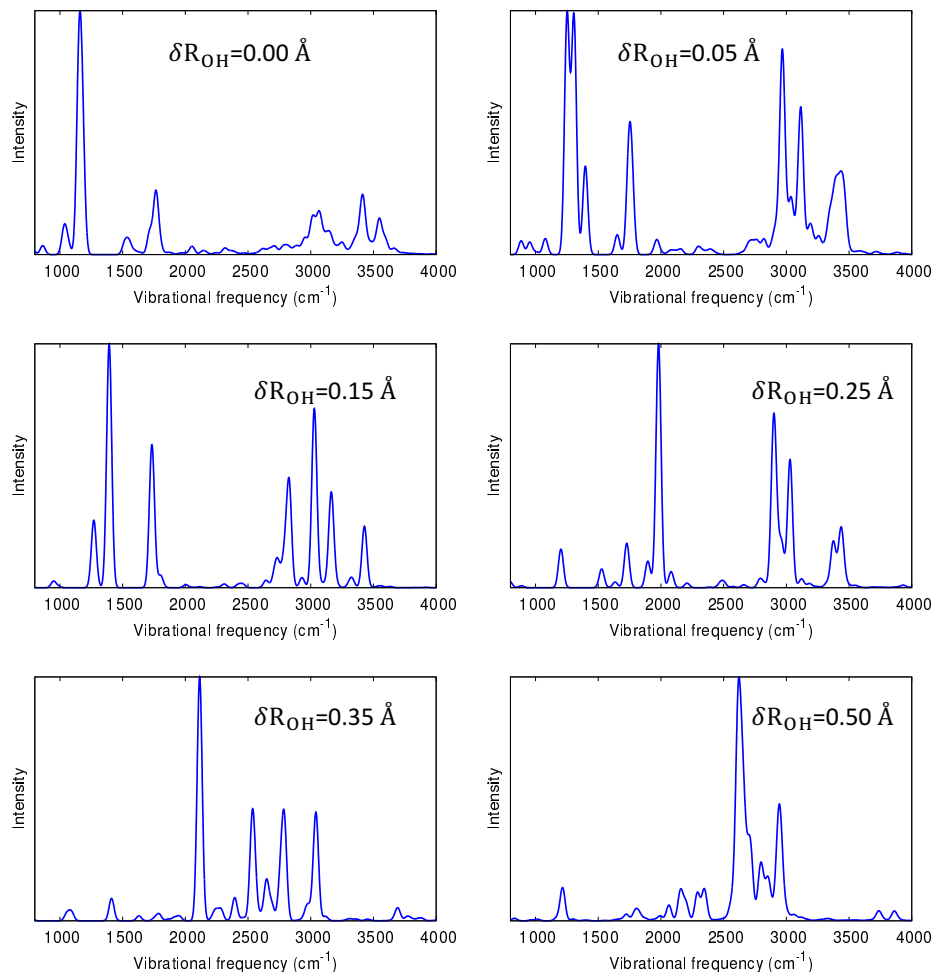 δR_OH=0.00 Å
Intensity
1000 1500 2000 2500 3000 3500 4000
Vibrational frequency (cm⁻¹)
δR_OH=0.05 Å
Intensity
1000 1500 2000 2500 3000 3500 4000
Vibrational frequency (cm⁻¹)
δR_OH=0.15 Å
Intensity
1000 1500 2000 2500 3000 3500 4000
Vibrational frequency (cm⁻¹)
δR_OH=0.25 Å
Intensity
1000 1500 2000 2500 3000 3500 4000
Vibrational frequency (cm⁻¹)
δR_OH=0.35 Å
Intensity
1000 1500 2000 2500 3000 3500 4000
Vibrational frequency (cm⁻¹)
δR_OH=0.50 Å
Intensity
1000 1500 2000 2500 3000 3500 4000
Vibrational frequency (cm⁻¹)